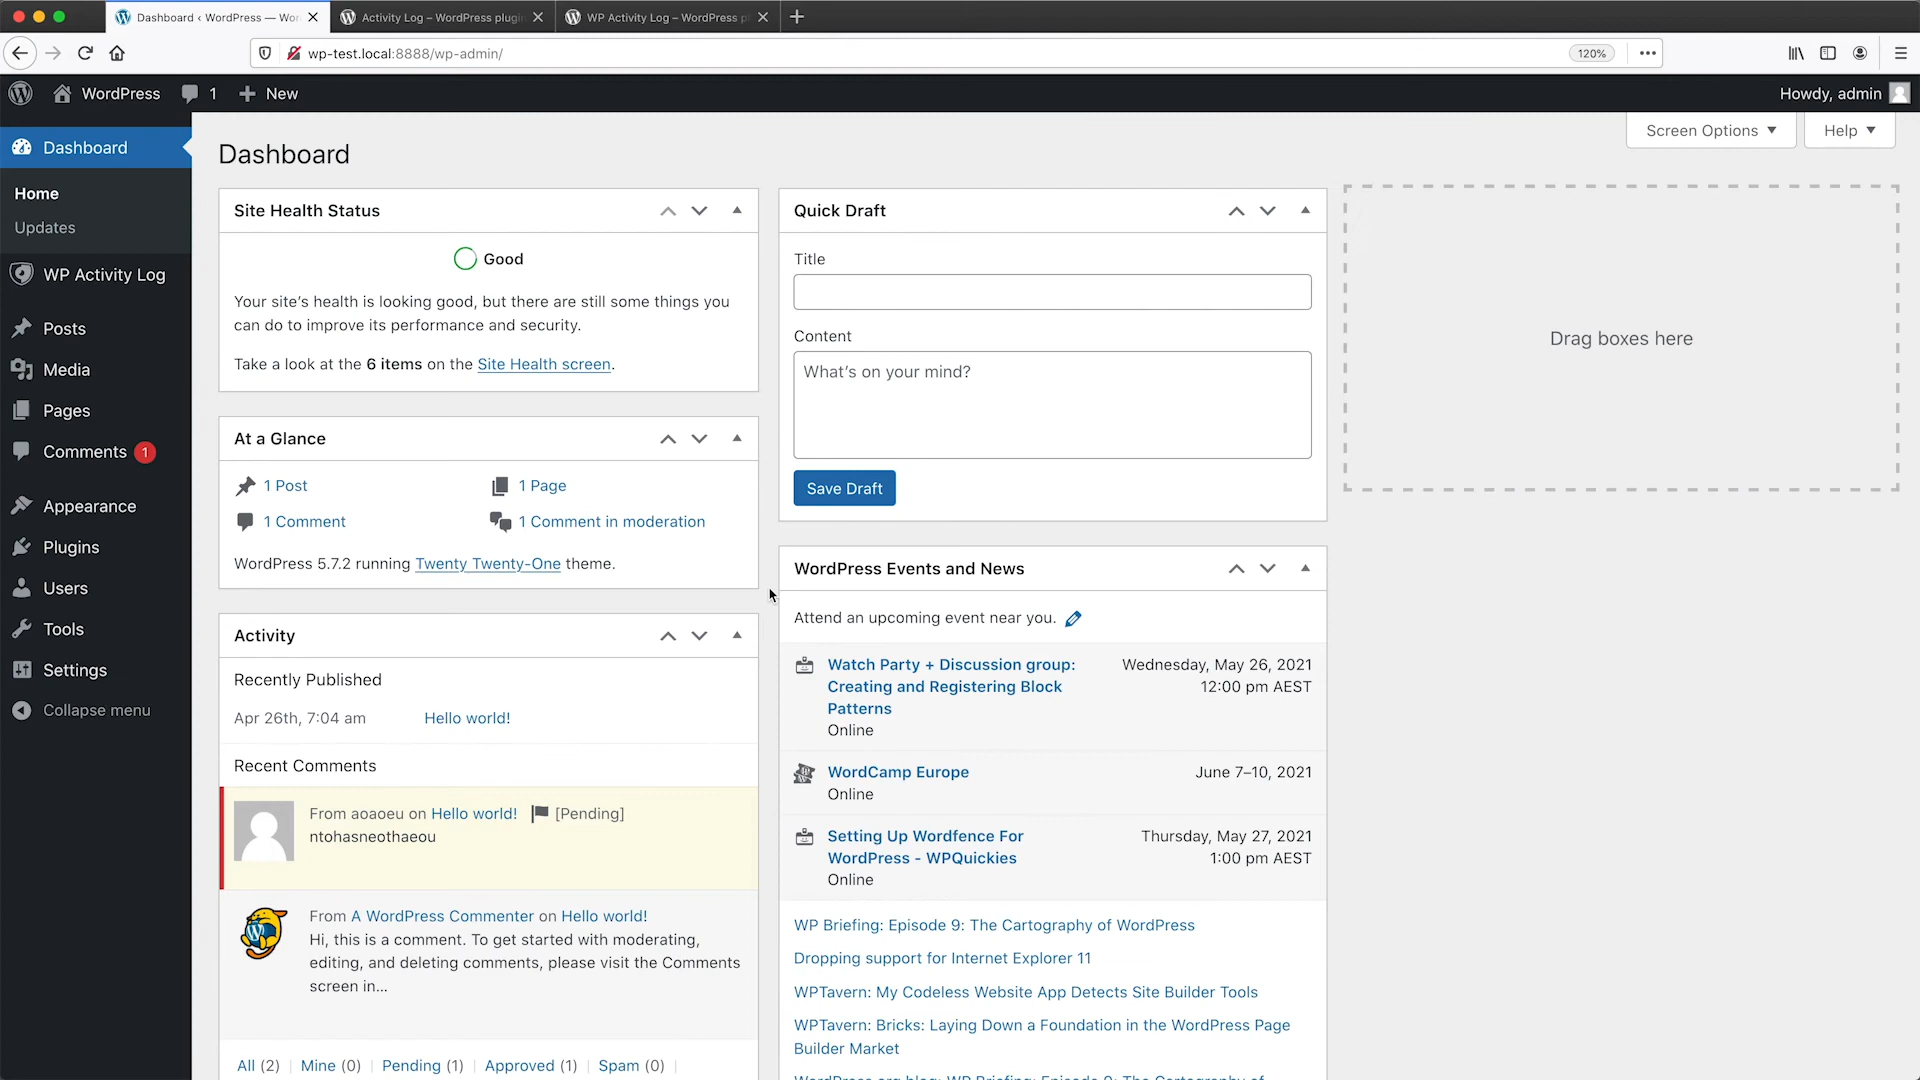 Dashboard ‹ WordPress — Wor
Activity Log – WordPress plugin
WP Activity Log – WordPress p
wp-test.local:8888/wp-admin/
120%
WordPress
1
New
Howdy, admin
Dashboard
Home
Updates
WP Activity Log
Posts
Media
Pages
Comments 1
Appearance
Plugins
Users
Tools
Settings
Collapse menu
Screen Options
Help
Dashboard
Site Health Status
Good
Your site's health is looking good, but there are still some things you
can do to improve its performance and security.
Take a look at the 6 items on the Site Health screen.
At a Glance
1 Post
1 Page
1 Comment
1 Comment in moderation
WordPress 5.7.2 running Twenty Twenty-One theme.
Activity
Recently Published
Apr 26th, 7:04 am
Hello world!
Recent Comments
From aoaoeu on Hello world! [Pending]
ntohasneothaeou
From A WordPress Commenter on Hello world!
Hi, this is a comment. To get started with moderating,
editing, and deleting comments, please visit the Comments
screen in...
All (2) | Mine (0) | Pending (1) | Approved (1) | Spam (0) |
Quick Draft
Title
Content
What's on your mind?
Save Draft
WordPress Events and News
Attend an upcoming event near you.
Watch Party + Discussion group:
Creating and Registering Block
Patterns
Online
Wednesday, May 26, 2021
12:00 pm AEST
WordCamp Europe
Online
June 7–10, 2021
Setting Up Wordfence For
WordPress - WPQuickies
Online
Thursday, May 27, 2021
1:00 pm AEST
WP Briefing: Episode 9: The Cartography of WordPress
Dropping support for Internet Explorer 11
WPTavern: My Codeless Website App Detects Site Builder Tools
WPTavern: Bricks: Laying Down a Foundation in the WordPress Page
Builder Market
WordPress.org blog: WP Briefing: Episode 9: The Cartography of
Drag boxes here